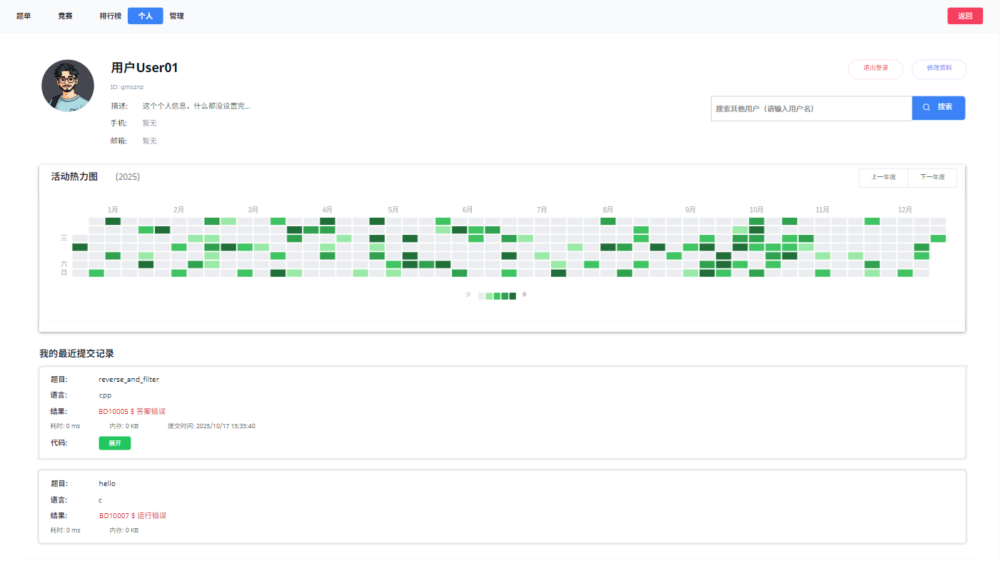 题单 竞赛 排行榜 个人 管理 返回
用户User01
退出登录 修改资料
ID: qmxznz
描述: 这个个人信息，什么都没设置完...
搜索其他用户（请输入用户名） 搜索
手机: 暂无
邮箱: 暂无
活动热力图 (2025) 上一年度 下一年度
1月 2月 3月 4月 5月 6月 7月 8月 9月 10月 11月 12月
三
六
日
少 多
我的最近提交记录
题目: reverse_and_filter
语言: cpp
结果: BD10005 $ 答案错误
耗时: 0 ms 内存: 0 KB 提交时间: 2025/10/17 15:35:40
代码: 展开
题目: hello
语言: c
结果: BD10007 $ 运行错误
耗时: 0 ms 内存: 0 KB